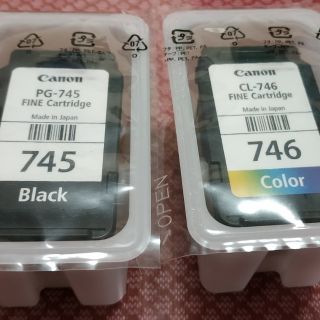 Canon
PG-745
FINE Cartridge
Made in Japan
745
Black
OPEN
Canon
CL-746
FINE Cartridge
Made in Japan
746
Color